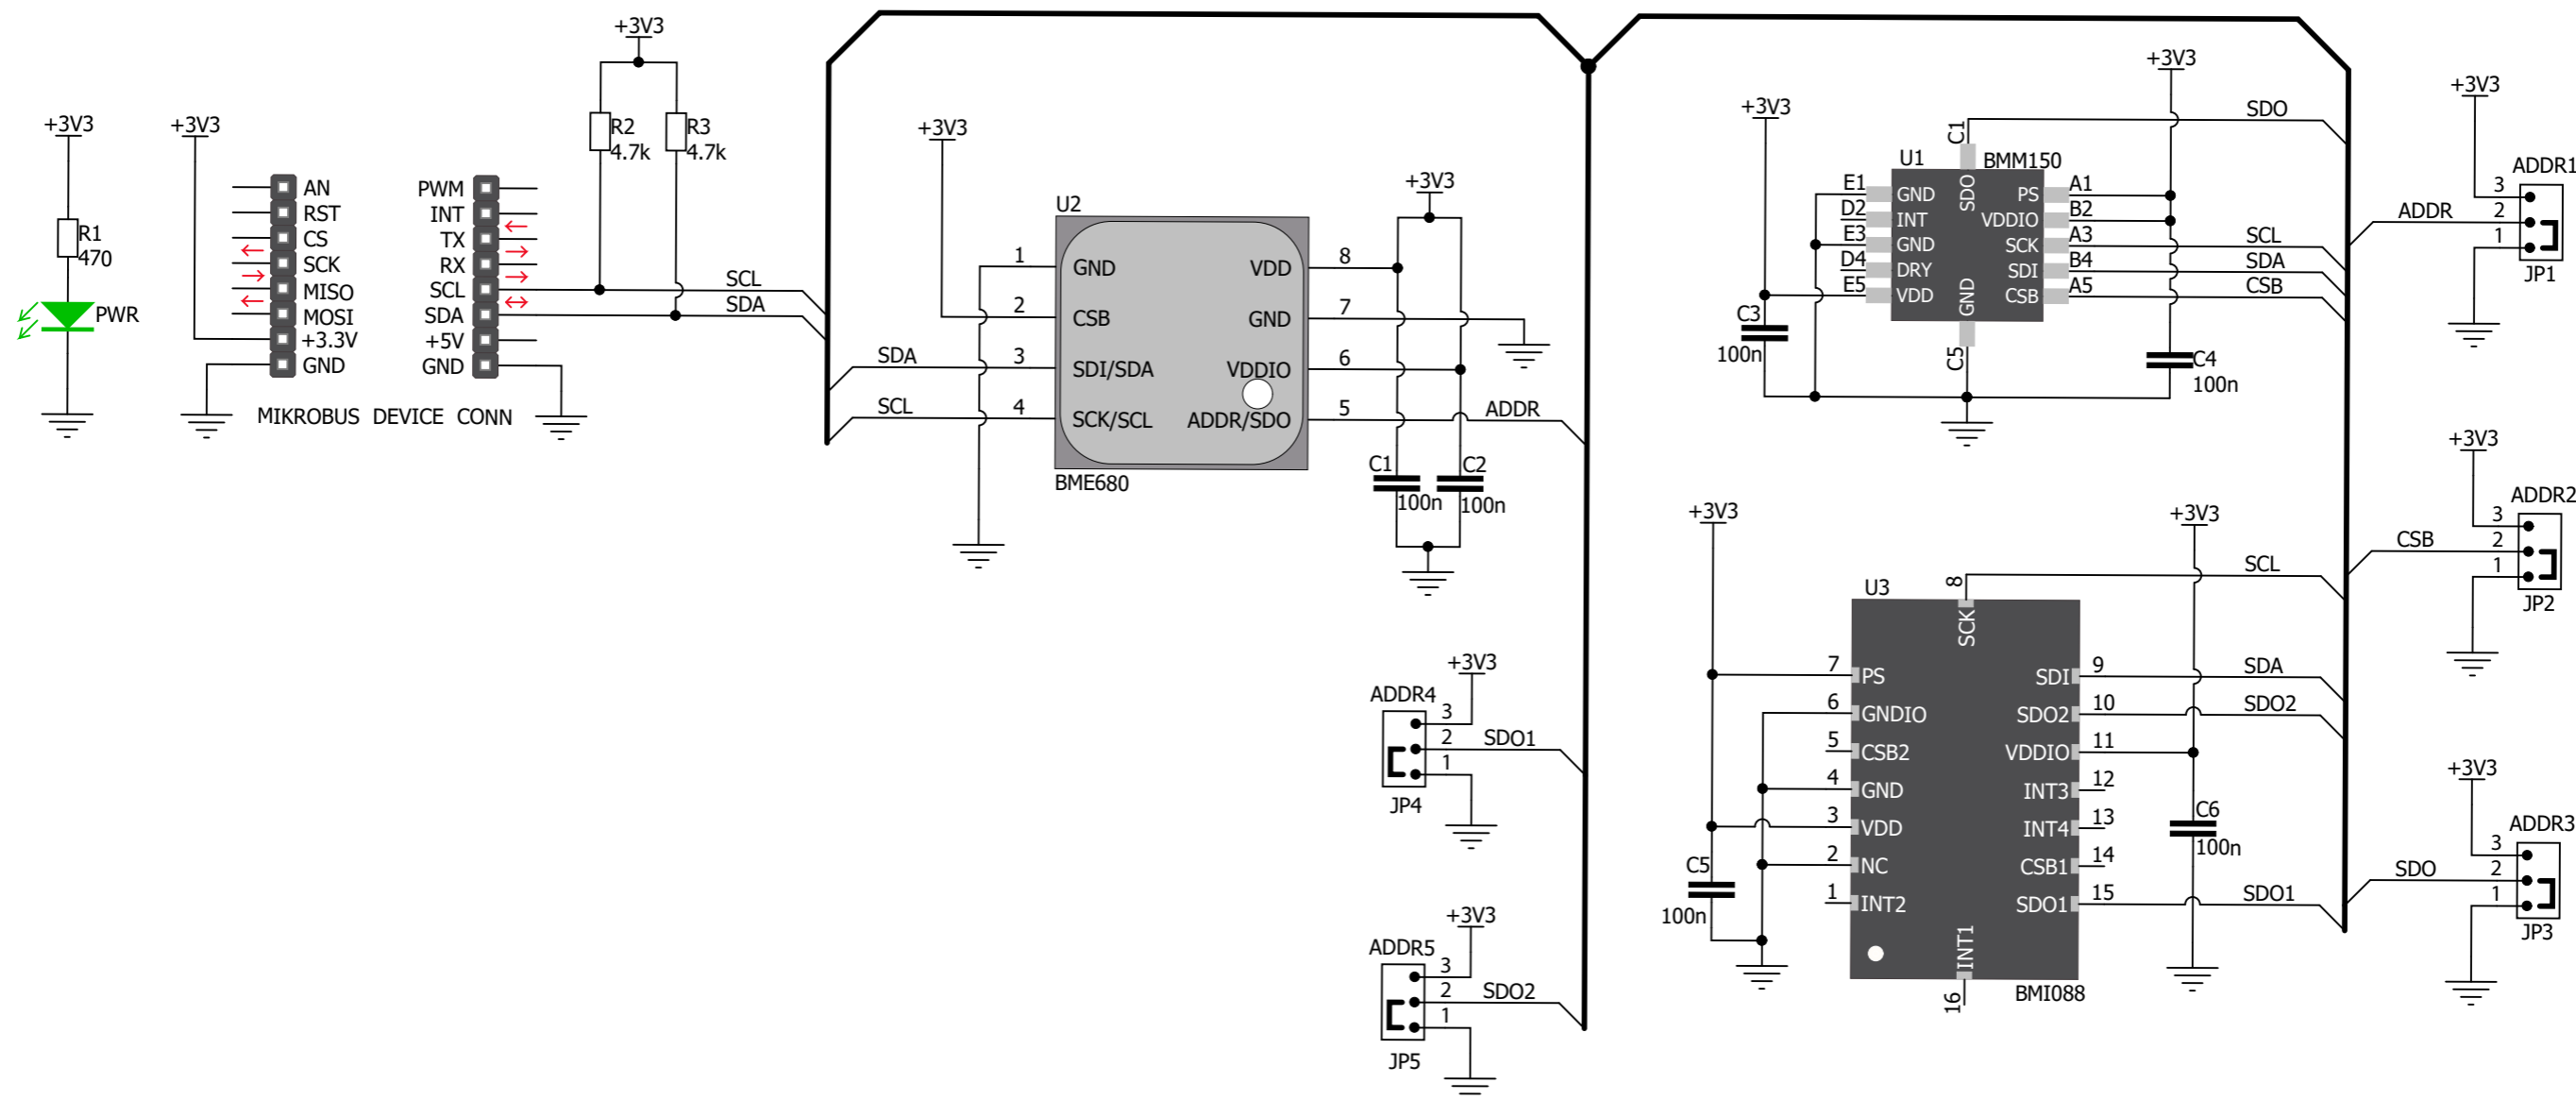 +3V3
R1
470
PWR
+3V3
AN
RST
CS
SCK
MISO
MOSI
+3.3V
GND
PWM
INT
TX
RX
SCL
SDA
+5V
GND
MIKROBUS DEVICE CONN
+3V3
R2
4.7k
R3
4.7k
SCL
SDA
SDA
SCL
+3V3
U2
1 GND
2 CSB
3 SDI/SDA
4 SCK/SCL
VDD 8
GND 7
VDDIO 6
ADDR/SDO 5
BME680
+3V3
ADDR
C1
100n
C2
100n
+3V3
ADDR4
3
2
1
SDO1
JP4
+3V3
ADDR5
3
2
1
SDO2
JP5
+3V3
C3
100n
U1
BMM150
C1
SDO
E1 GND
D2 INT
E3 GND
D4 DRY
E5 VDD
PS A1
VDDIO B2
SCK A3
SDI B4
CSB A5
GND
C5
+3V3
SDO
SCL
SDA
CSB
C4
100n
+3V3
C5
100n
U3
8
SCK
7 PS
6 GNDIO
5 CSB2
4 GND
3 VDD
2 NC
1 INT2
SDI 9
SDO2 10
VDDIO 11
INT3 12
INT4 13
CSB1 14
SDO1 15
INT1
16
BMI088
+3V3
SCL
SDA
SDO2
SDO1
C6
100n
+3V3
ADDR1
3
2
1
ADDR
JP1
+3V3
ADDR2
3
2
1
CSB
JP2
+3V3
ADDR3
3
2
1
SDO
JP3